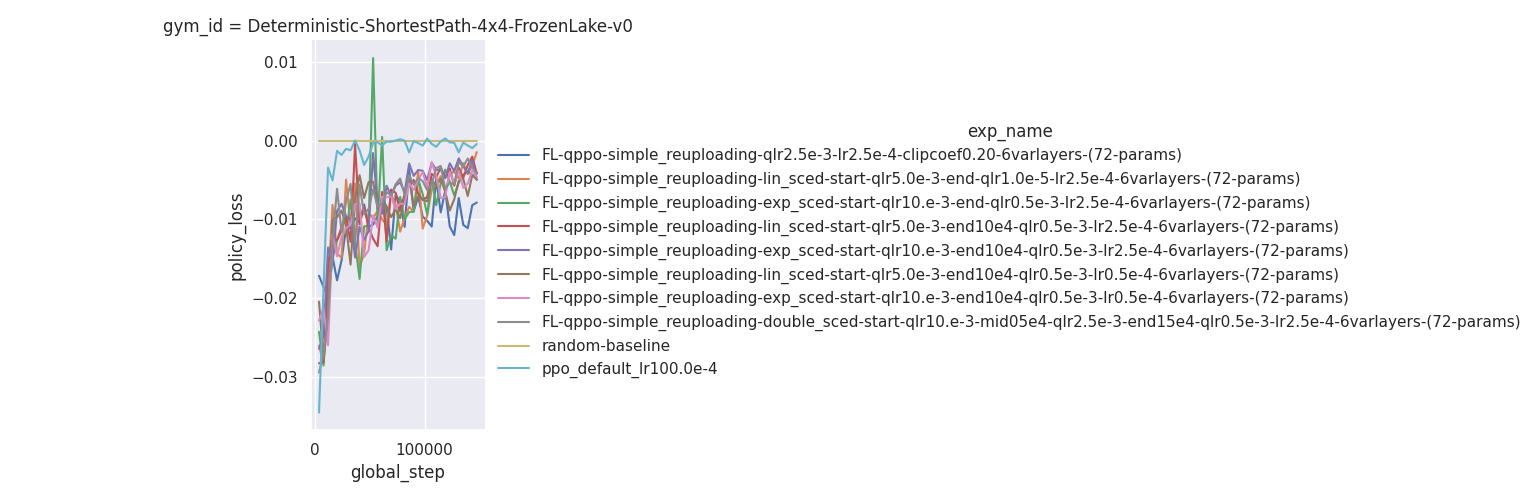 gym_id = Deterministic-ShortestPath-4x4-FrozenLake-v0
0.01
0.00
−0.01
−0.02
−0.03
policy_loss
0 100000
global_step
exp_name
FL-qppo-simple_reuploading-qlr2.5e-3-lr2.5e-4-clipcoef0.20-6varlayers-(72-params)
FL-qppo-simple_reuploading-lin_sced-start-qlr5.0e-3-end-qlr1.0e-5-lr2.5e-4-6varlayers-(72-params)
FL-qppo-simple_reuploading-exp_sced-start-qlr10.e-3-end-qlr0.5e-3-lr2.5e-4-6varlayers-(72-params)
FL-qppo-simple_reuploading-lin_sced-start-qlr5.0e-3-end10e4-qlr0.5e-3-lr2.5e-4-6varlayers-(72-params)
FL-qppo-simple_reuploading-exp_sced-start-qlr10.e-3-end10e4-qlr0.5e-3-lr2.5e-4-6varlayers-(72-params)
FL-qppo-simple_reuploading-lin_sced-start-qlr5.0e-3-end10e4-qlr0.5e-3-lr0.5e-4-6varlayers-(72-params)
FL-qppo-simple_reuploading-exp_sced-start-qlr10.e-3-end10e4-qlr0.5e-3-lr0.5e-4-6varlayers-(72-params)
FL-qppo-simple_reuploading-double_sced-start-qlr10.e-3-mid05e4-qlr2.5e-3-end15e4-qlr0.5e-3-lr2.5e-4-6varlayers-(72-params)
random-baseline
ppo_default_lr100.0e-4